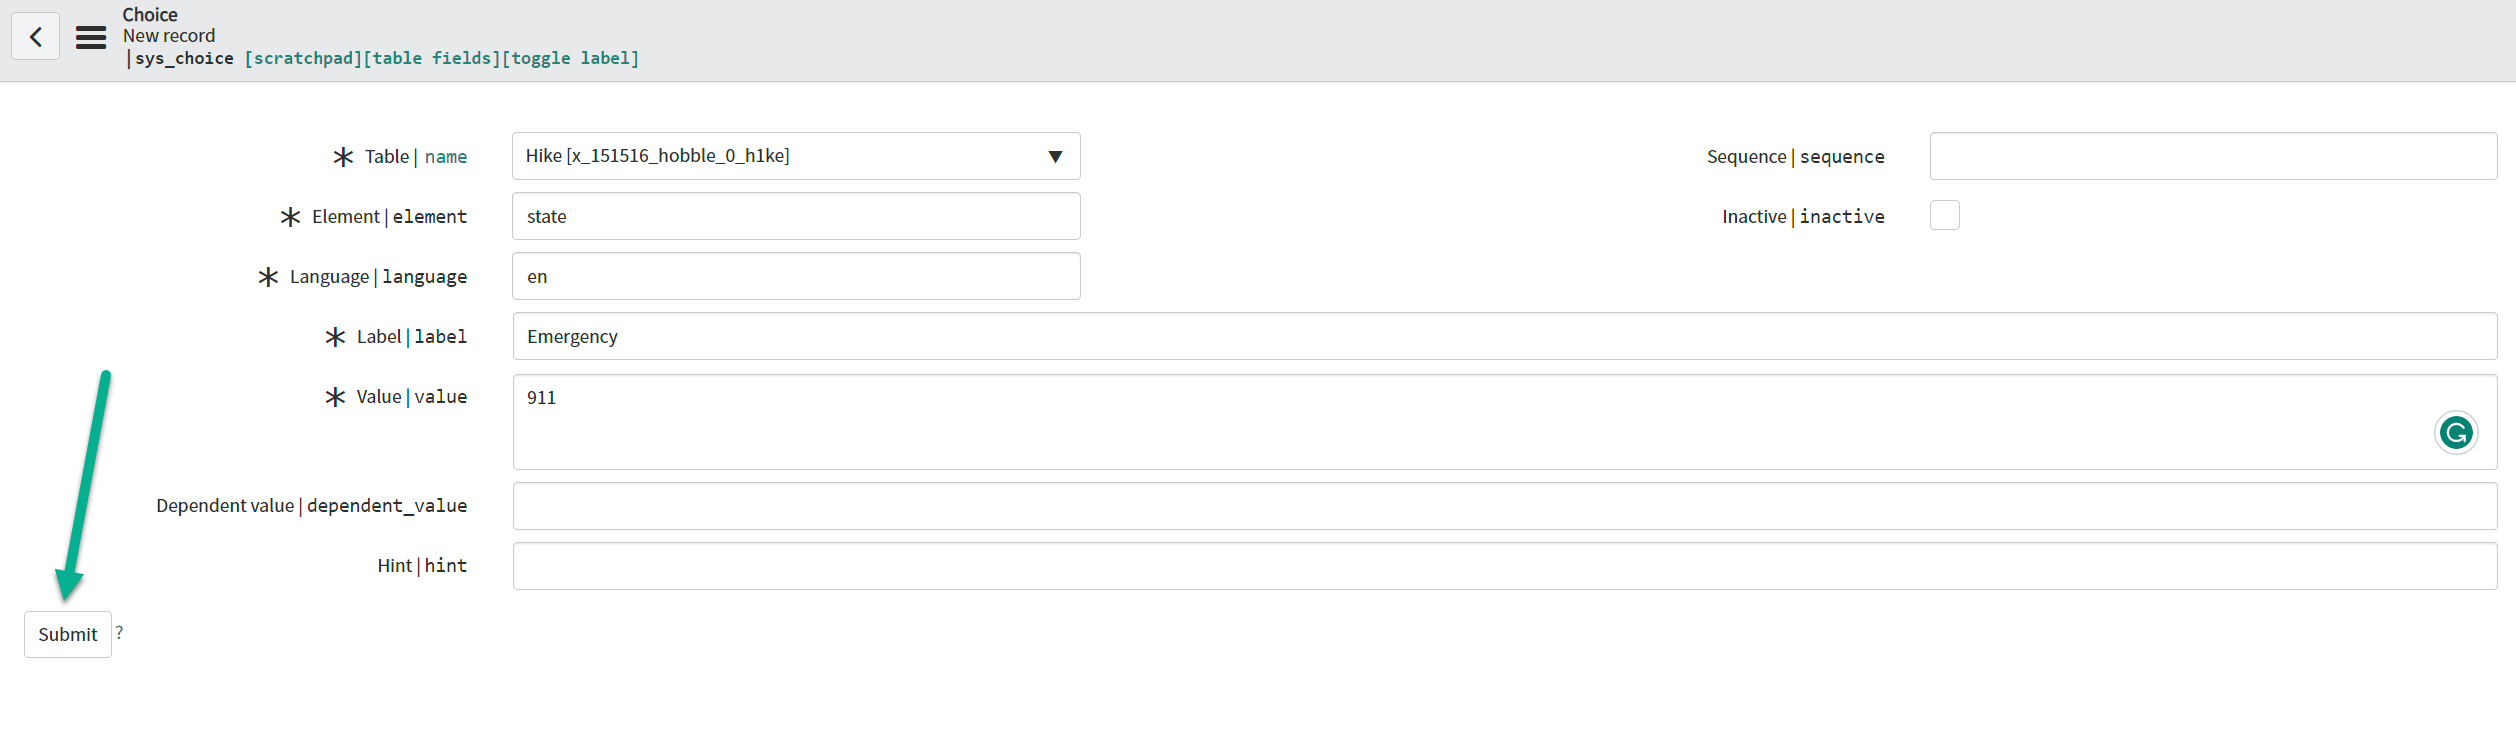 Choice
New record
|sys_choice [scratchpad][table fields][toggle label]
Table | name
Hike [x_151516_hobble_0_h1ke]
Sequence | sequence
Element | element
state
Inactive | inactive
Language | language
en
Label | label
Emergency
Value | value
911
Dependent value | dependent_value
Hint | hint
Submit ?